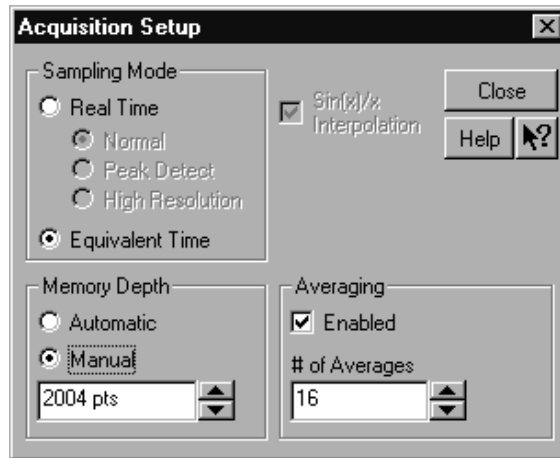 Acquisition Setup
Sampling Mode
Real Time
Normal
Peak Detect
High Resolution
Equivalent Time
Sin(x)/x
Interpolation
Close
Help
?
Memory Depth
Automatic
Manual
2004 pts
Averaging
Enabled
# of Averages
16